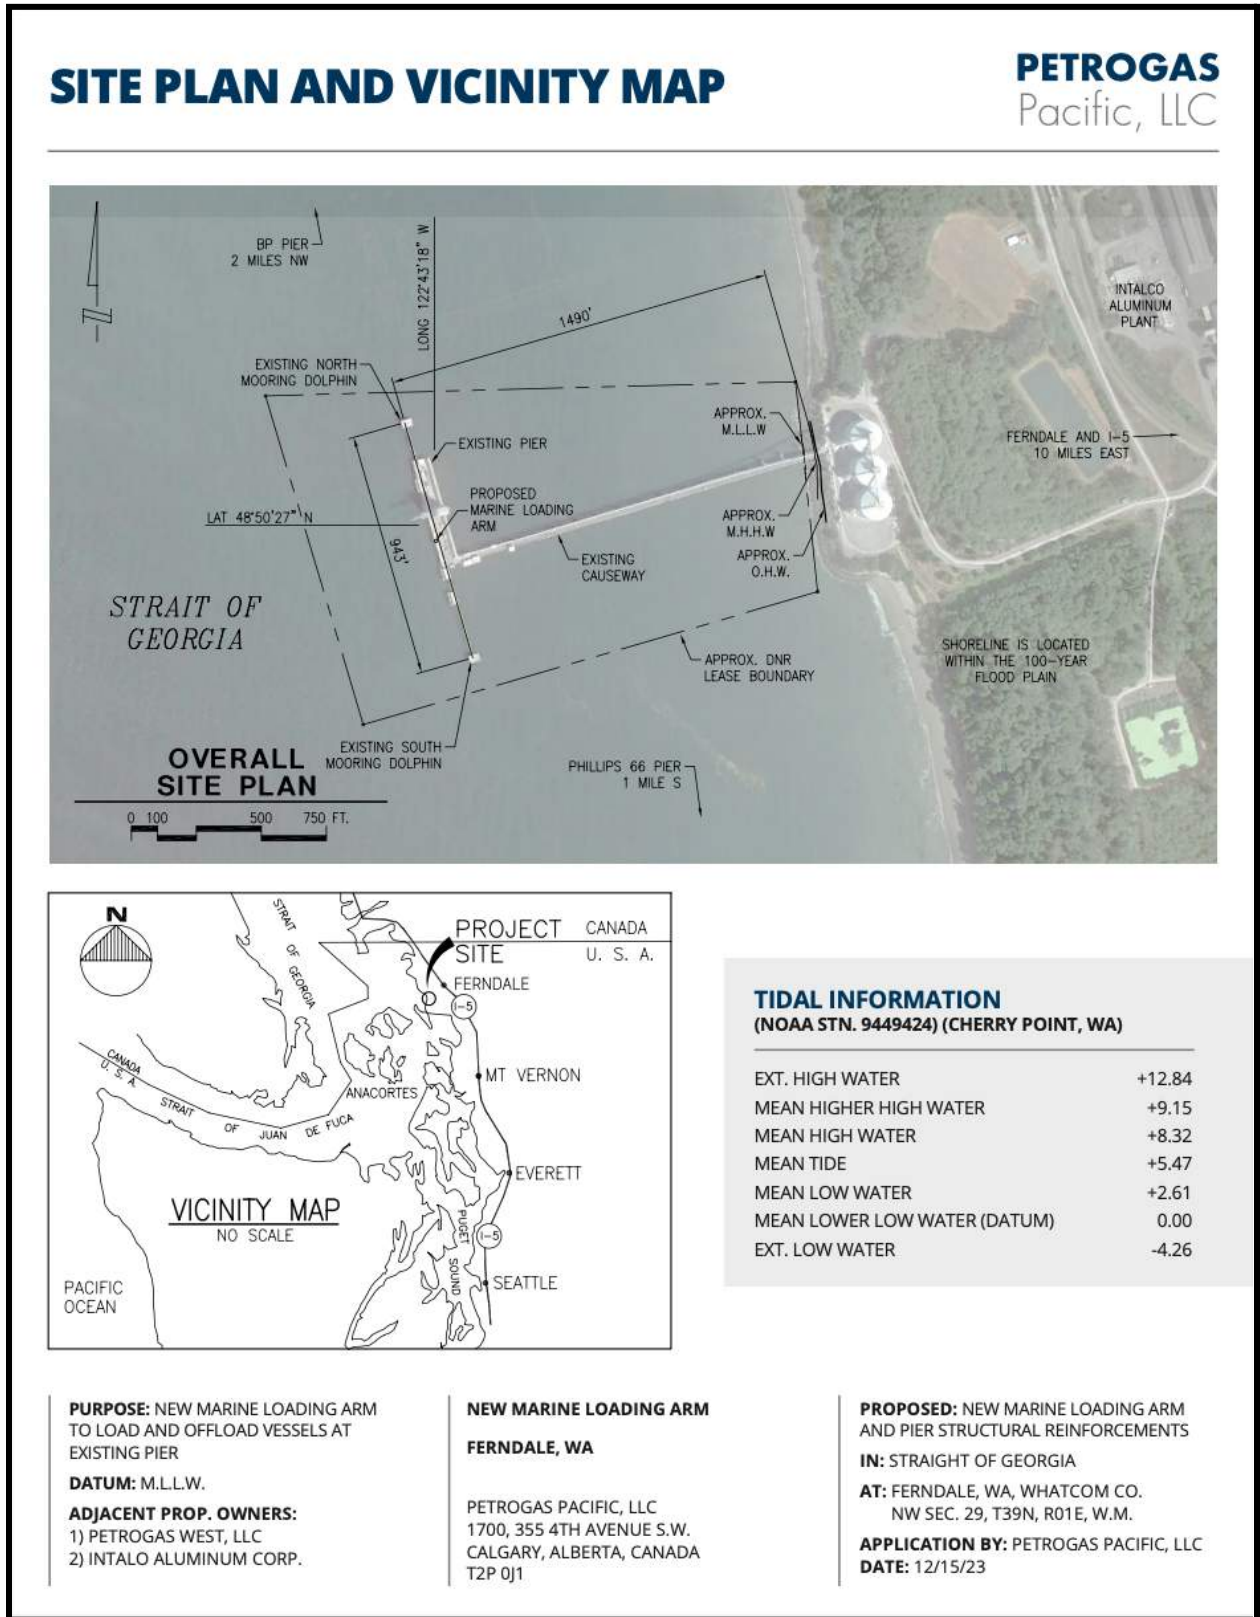 SITE PLAN AND VICINITY MAP
PETROGAS
Pacific, LLC
BP PIER
2 MILES NW
LONG 122°43'18" W
1490'
INTALCO
ALUMINUM
PLANT
EXISTING NORTH
MOORING DOLPHIN
APPROX.
M.L.L.W
EXISTING PIER
FERNDALE AND I-5
10 MILES EAST
PROPOSED
MARINE LOADING
ARM
LAT 48°50'27" N
APPROX.
M.H.H.W
943'
EXISTING
CAUSEWAY
APPROX.
O.H.W.
STRAIT OF
GEORGIA
SHORELINE IS LOCATED
WITHIN THE 100-YEAR
FLOOD PLAIN
APPROX. DNR
LEASE BOUNDARY
EXISTING SOUTH
MOORING DOLPHIN
OVERALL
SITE PLAN
PHILLIPS 66 PIER
1 MILE S
0 100 500 750 FT.
N
N
STRAIT OF GEORGIA
PROJECT
SITE
CANADA
U. S. A.
FERNDALE
I-5
CANADA
U. S. A.
MT VERNON
ANACORTES
STRAIT OF JUAN DE FUCA
EVERETT
VICINITY MAP
NO SCALE
PUGET SOUND
I-5
SEATTLE
PACIFIC
OCEAN
TIDAL INFORMATION
(NOAA STN. 9449424) (CHERRY POINT, WA)
EXT. HIGH WATER +12.84
MEAN HIGHER HIGH WATER +9.15
MEAN HIGH WATER +8.32
MEAN TIDE +5.47
MEAN LOW WATER +2.61
MEAN LOWER LOW WATER (DATUM) 0.00
EXT. LOW WATER -4.26
PURPOSE: NEW MARINE LOADING ARM
TO LOAD AND OFFLOAD VESSELS AT
EXISTING PIER
DATUM: M.L.L.W.
ADJACENT PROP. OWNERS:
1) PETROGAS WEST, LLC
2) INTALO ALUMINUM CORP.
NEW MARINE LOADING ARM
FERNDALE, WA
PETROGAS PACIFIC, LLC
1700, 355 4TH AVENUE S.W.
CALGARY, ALBERTA, CANADA
T2P 0J1
PROPOSED: NEW MARINE LOADING ARM
AND PIER STRUCTURAL REINFORCEMENTS
IN: STRAIGHT OF GEORGIA
AT: FERNDALE, WA, WHATCOM CO.
NW SEC. 29, T39N, R01E, W.M.
APPLICATION BY: PETROGAS PACIFIC, LLC
DATE: 12/15/23